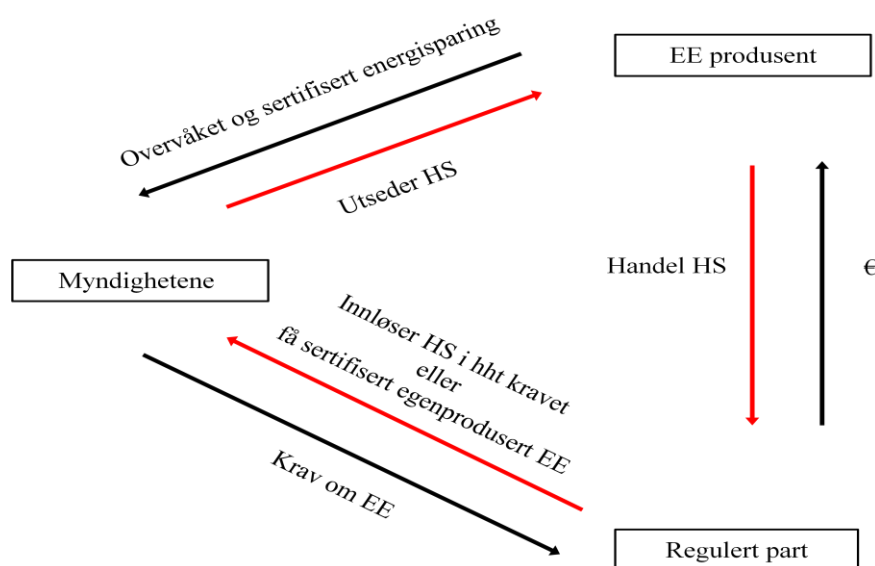 EE produsent
Overvåket og sertifisert energisparing
Utseder HS
Myndighetene
Handel HS
€
Innløser HS i hht kravet
eller
få sertifisert egenprodusert EE
Krav om EE
Regulert part